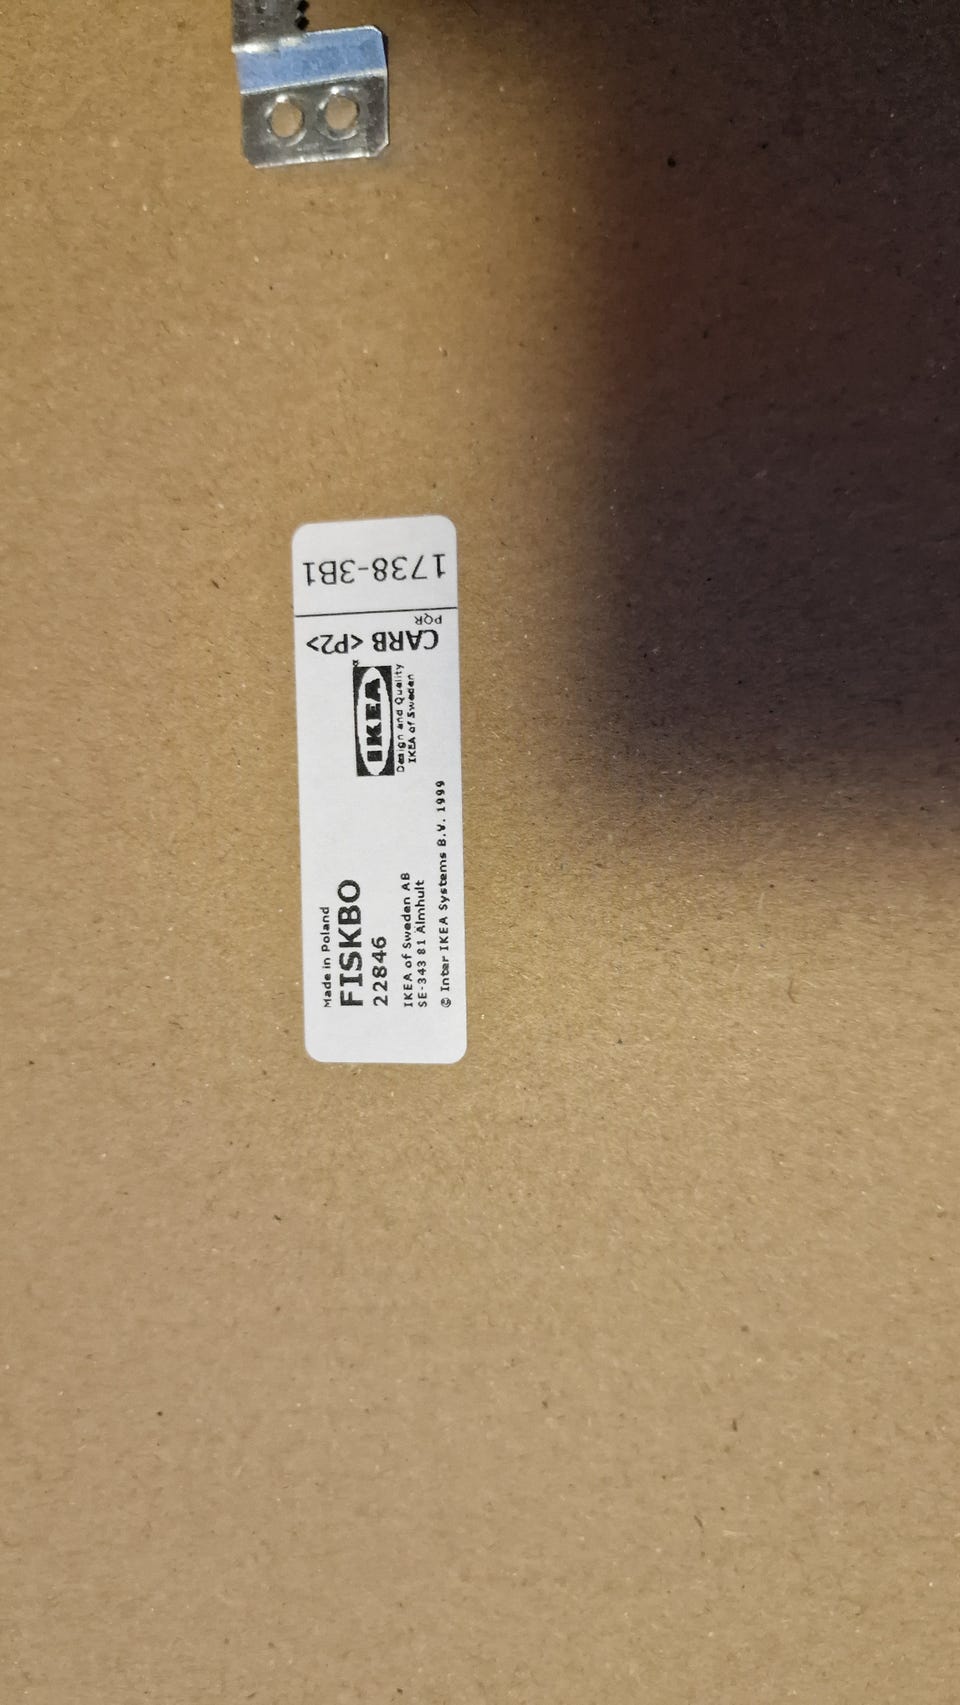 1738-3B1
PQR
CARB <P2>
IKEA
®
Design and Quality
IKEA of Sweden
Made in Poland
FISKBO
22846
IKEA of Sweden AB
SE-343 81 Älmhult
© Inter IKEA Systems B.V. 1999